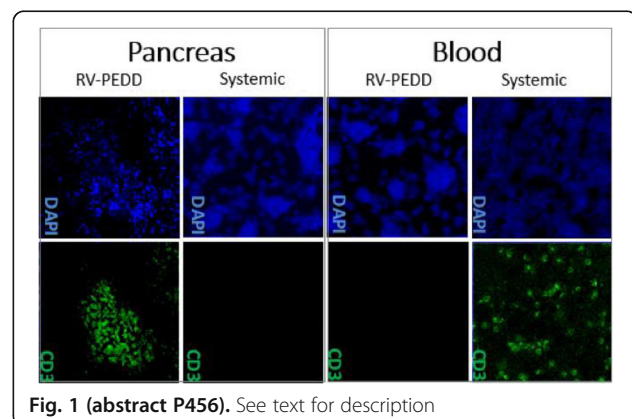 Pancreas Blood
RV-PEDD Systemic RV-PEDD Systemic
DAPI DAPI DAPI DAPI
CD3 CD3 CD3 CD3
Fig. 1 (abstract P456). See text for description